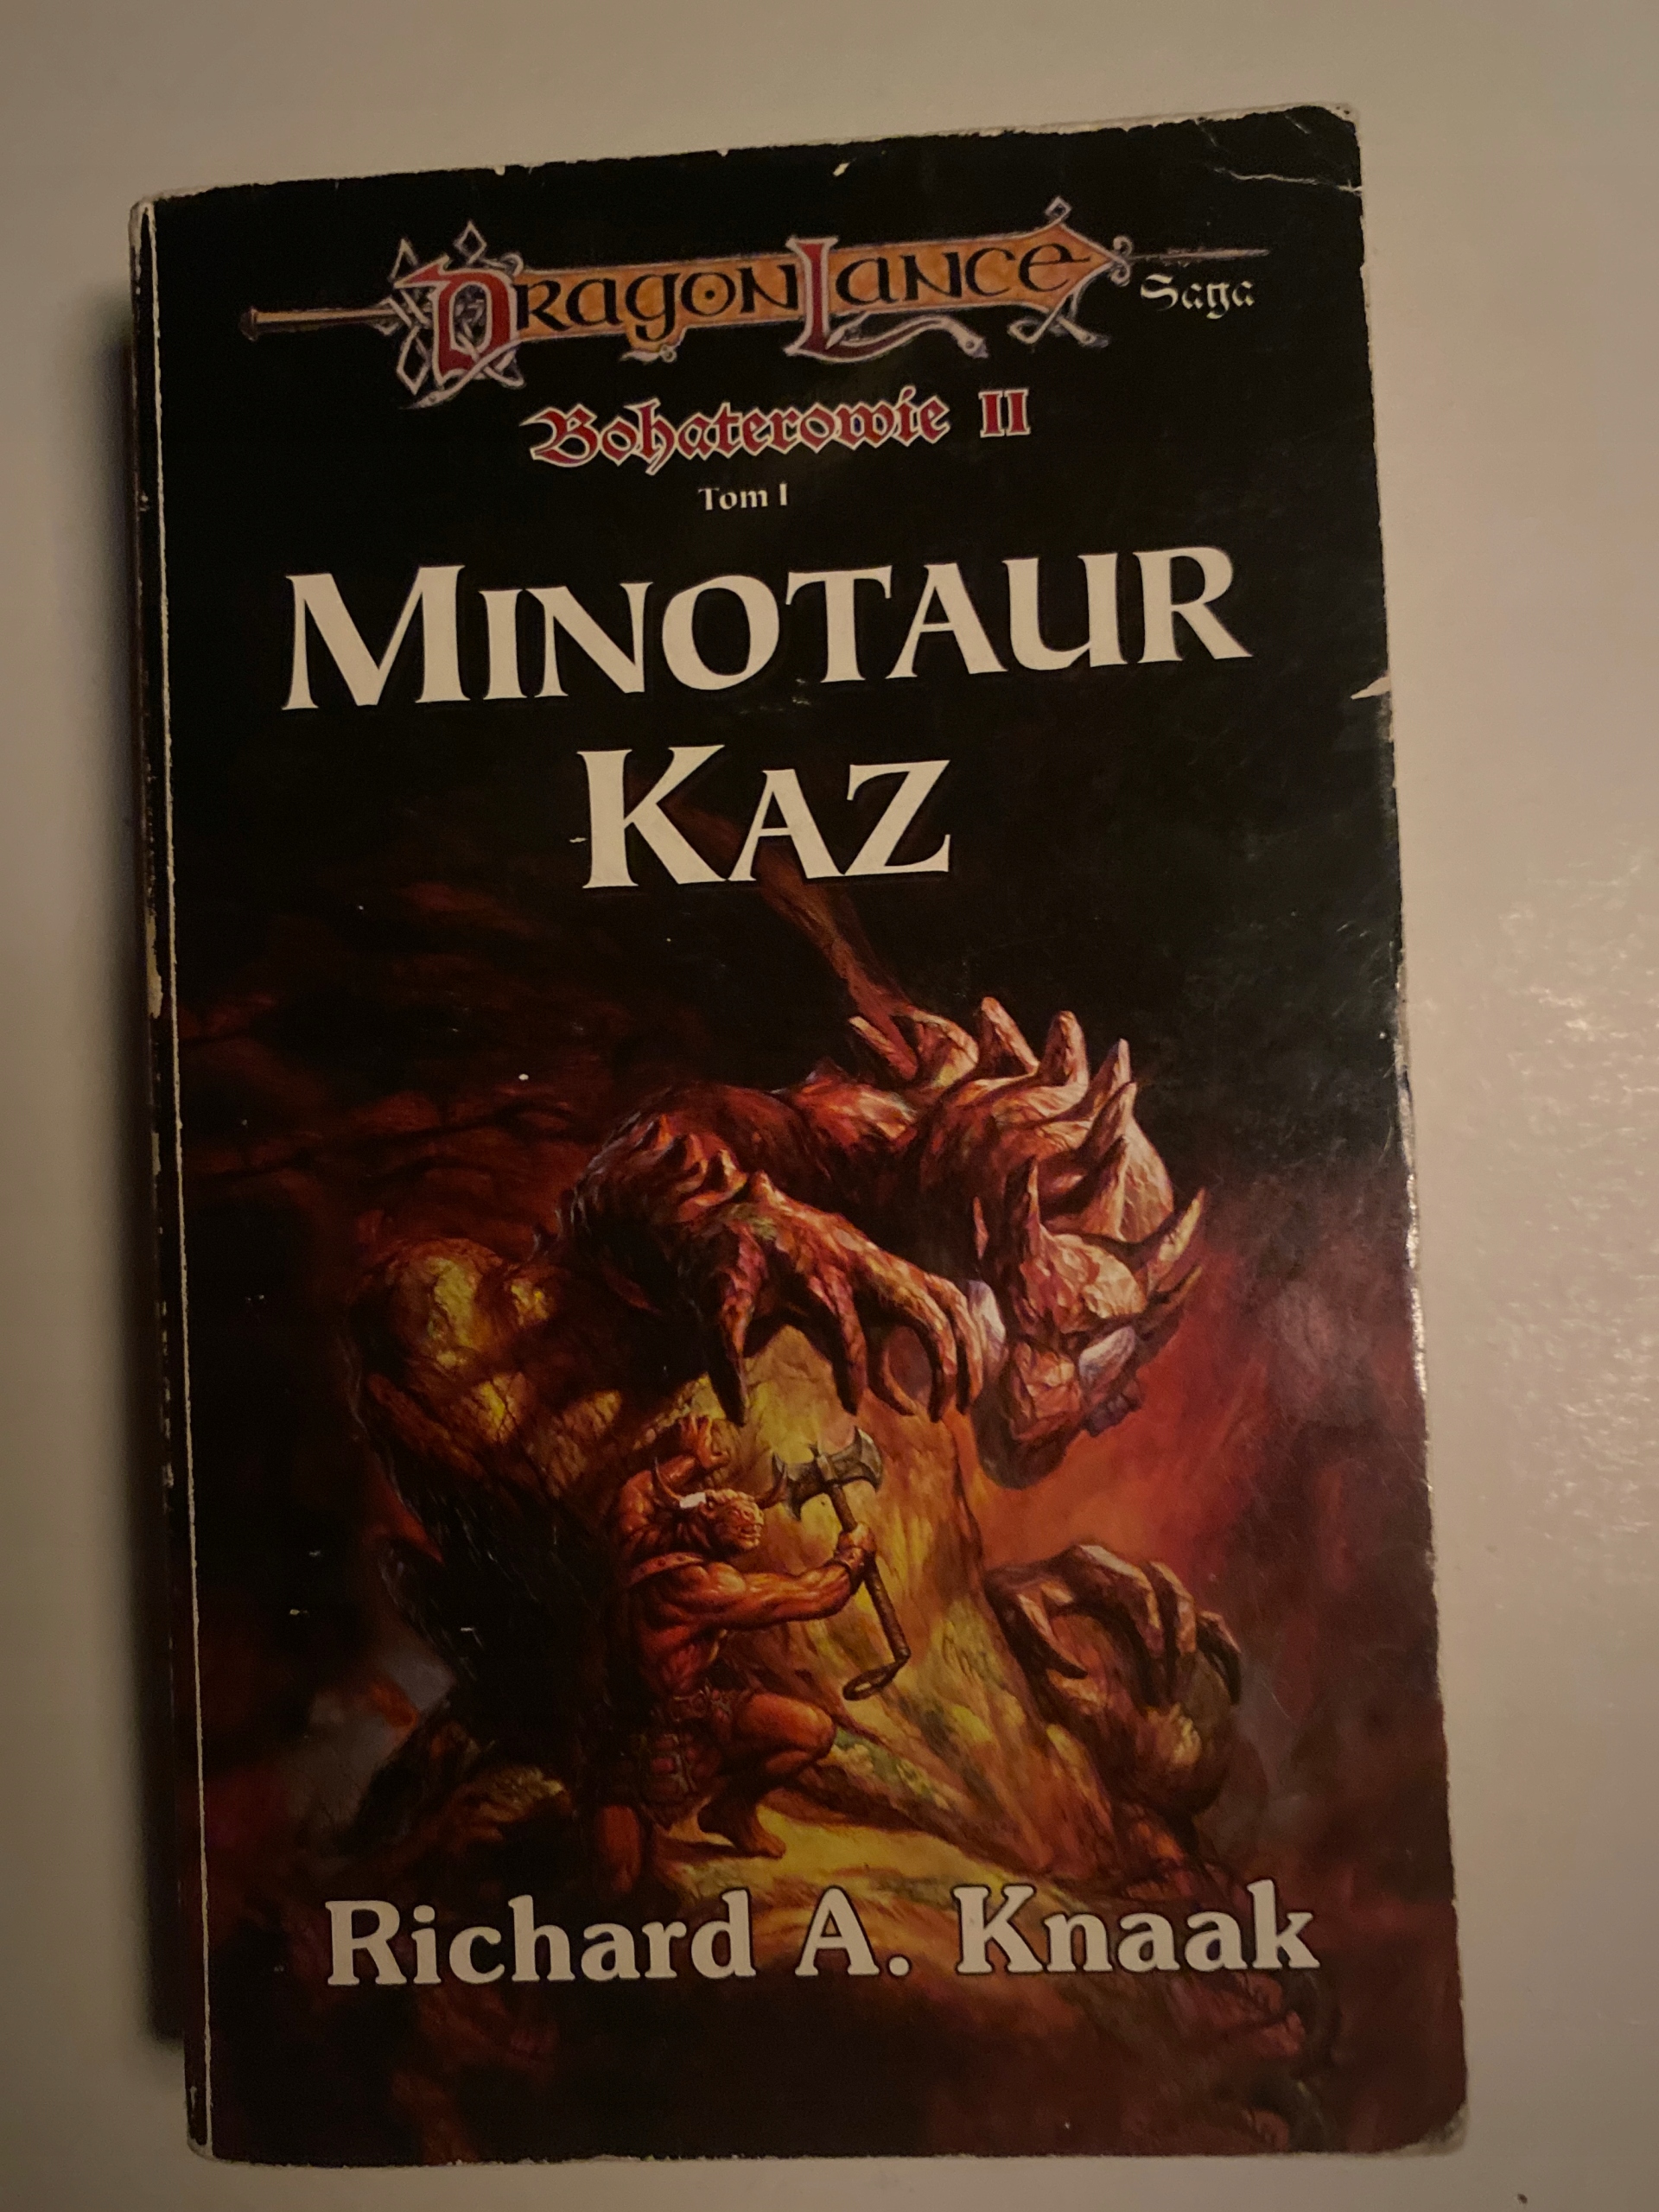 DRAGONLANCE Saga
Bohaterowie II
Tom I
MINOTAUR
KAZ
Richard A. Knaak